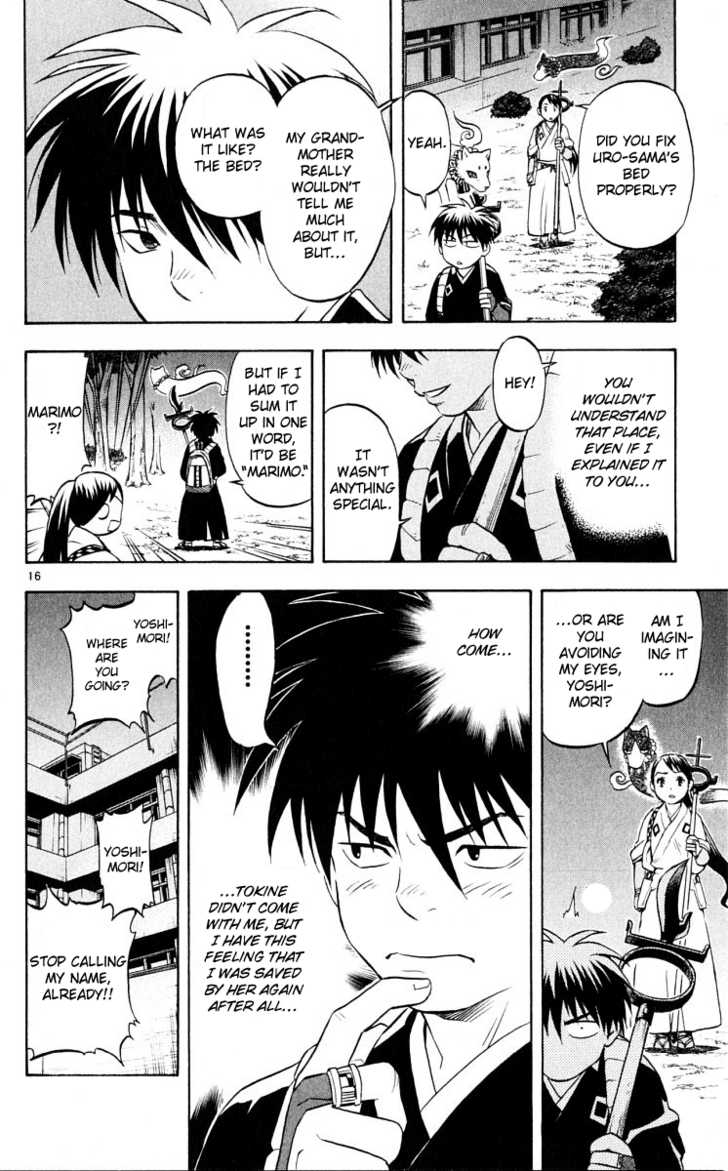 DID YOU FIX
URO-SAMA'S
BED
PROPERLY?
YEAH.
MY GRAND-
MOTHER
REALLY
WOULDN'T
TELL ME
MUCH
ABOUT IT,
BUT...
WHAT WAS
IT LIKE?
THE BED?
YOU
WOULDN'T
UNDERSTAND
THAT PLACE,
EVEN IF I
EXPLAINED IT
TO YOU...
HEY!
IT
WASN'T
ANYTHING
SPECIAL.
BUT IF I
HAD TO
SUM IT
UP IN ONE
WORD,
IT'D BE
"MARIMO."
MARIMO
?!
16
AM I
IMAGIN-
ING IT
...
...OR ARE
YOU
AVOIDING
MY EYES,
YOSHI-
MORI?
HOW
COME...
.........
...TOKINE
DIDN'T COME
WITH ME, BUT
I HAVE THIS
FEELING THAT
I WAS SAVED
BY HER AGAIN
AFTER ALL...
YOSHI-
MORI!
WHERE
ARE
YOU
GOING?
YOSHI-
MORI!
STOP CALLING
MY NAME,
ALREADY!!